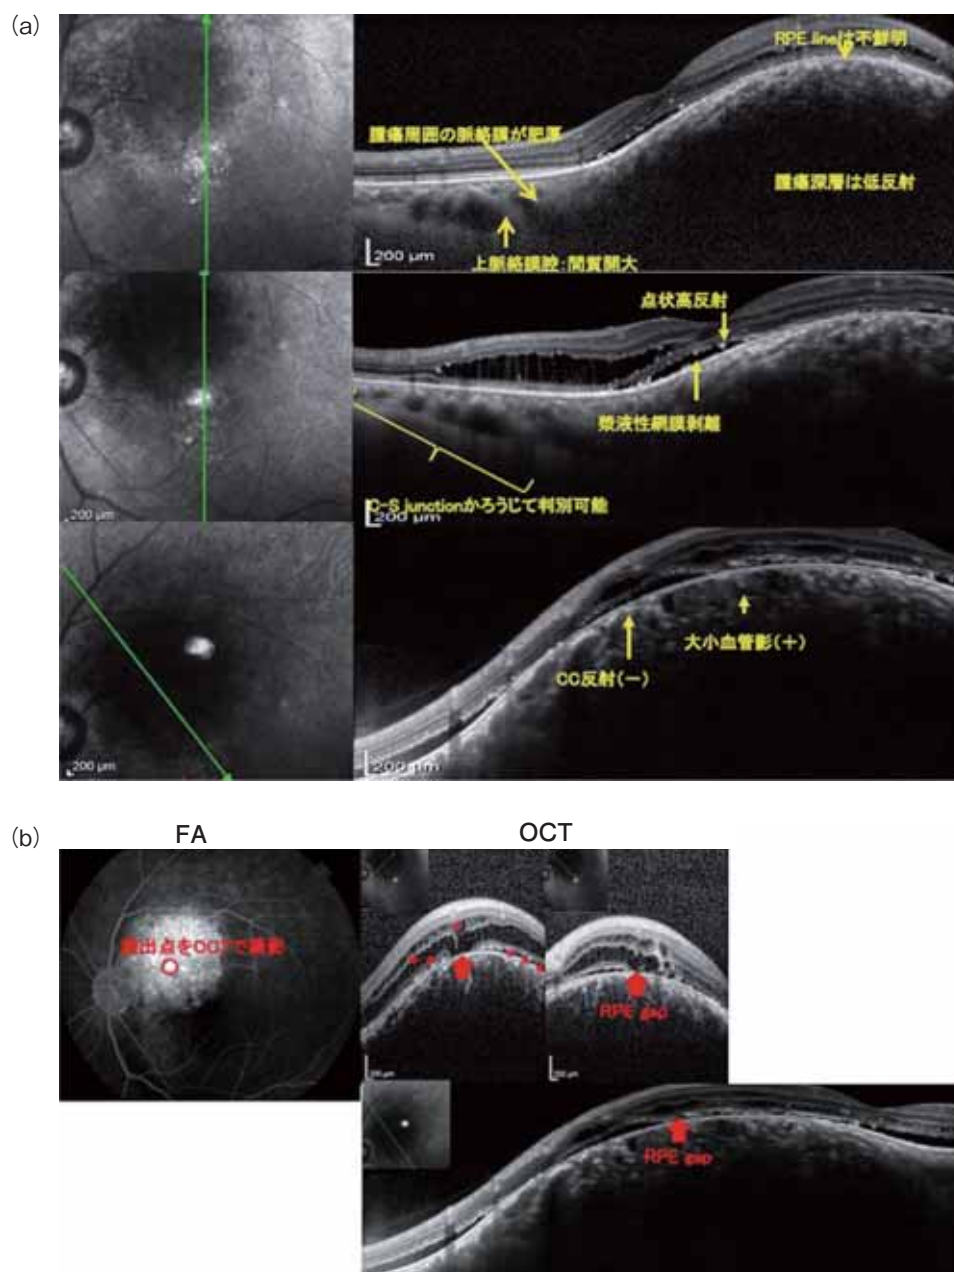 (a)
RPE lineは不鮮明
腫瘍周囲の脈絡膜が肥厚
腫瘍深層は低反射
200 μm
上脈絡膜腔:間質開大
点状高反射
200 μm
漿液性網膜剥離
C-S junctionかろうじて判別可能
200 μm
大小血管影(+)
CC反射(-)
200 μm
200 μm
(b)
FA
OCT
漏出点をOCTで撮影
RPE gap
200 μm
200 μm
RPE gap